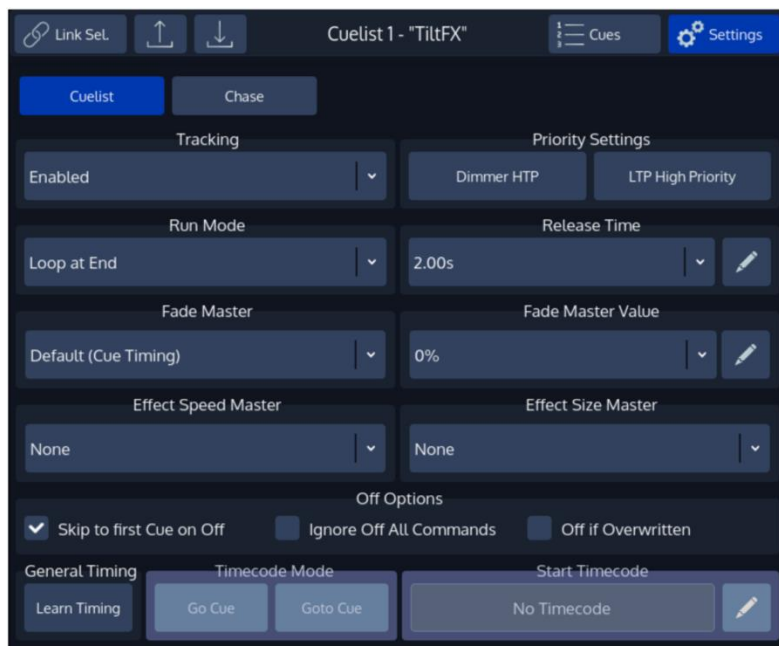 Link Sel.
Cuelist 1 - "TiltFX"
1
2
3
Cues
Settings
Cuelist
Chase
Tracking
Priority Settings
Enabled
Dimmer HTP
LTP High Priority
Run Mode
Release Time
Loop at End
2.00s
Fade Master
Fade Master Value
Default (Cue Timing)
0%
Effect Speed Master
Effect Size Master
None
None
Off Options
Skip to first Cue on Off
Ignore Off All Commands
Off if Overwritten
General Timing
Timecode Mode
Start Timecode
Learn Timing
Go Cue
Goto Cue
No Timecode